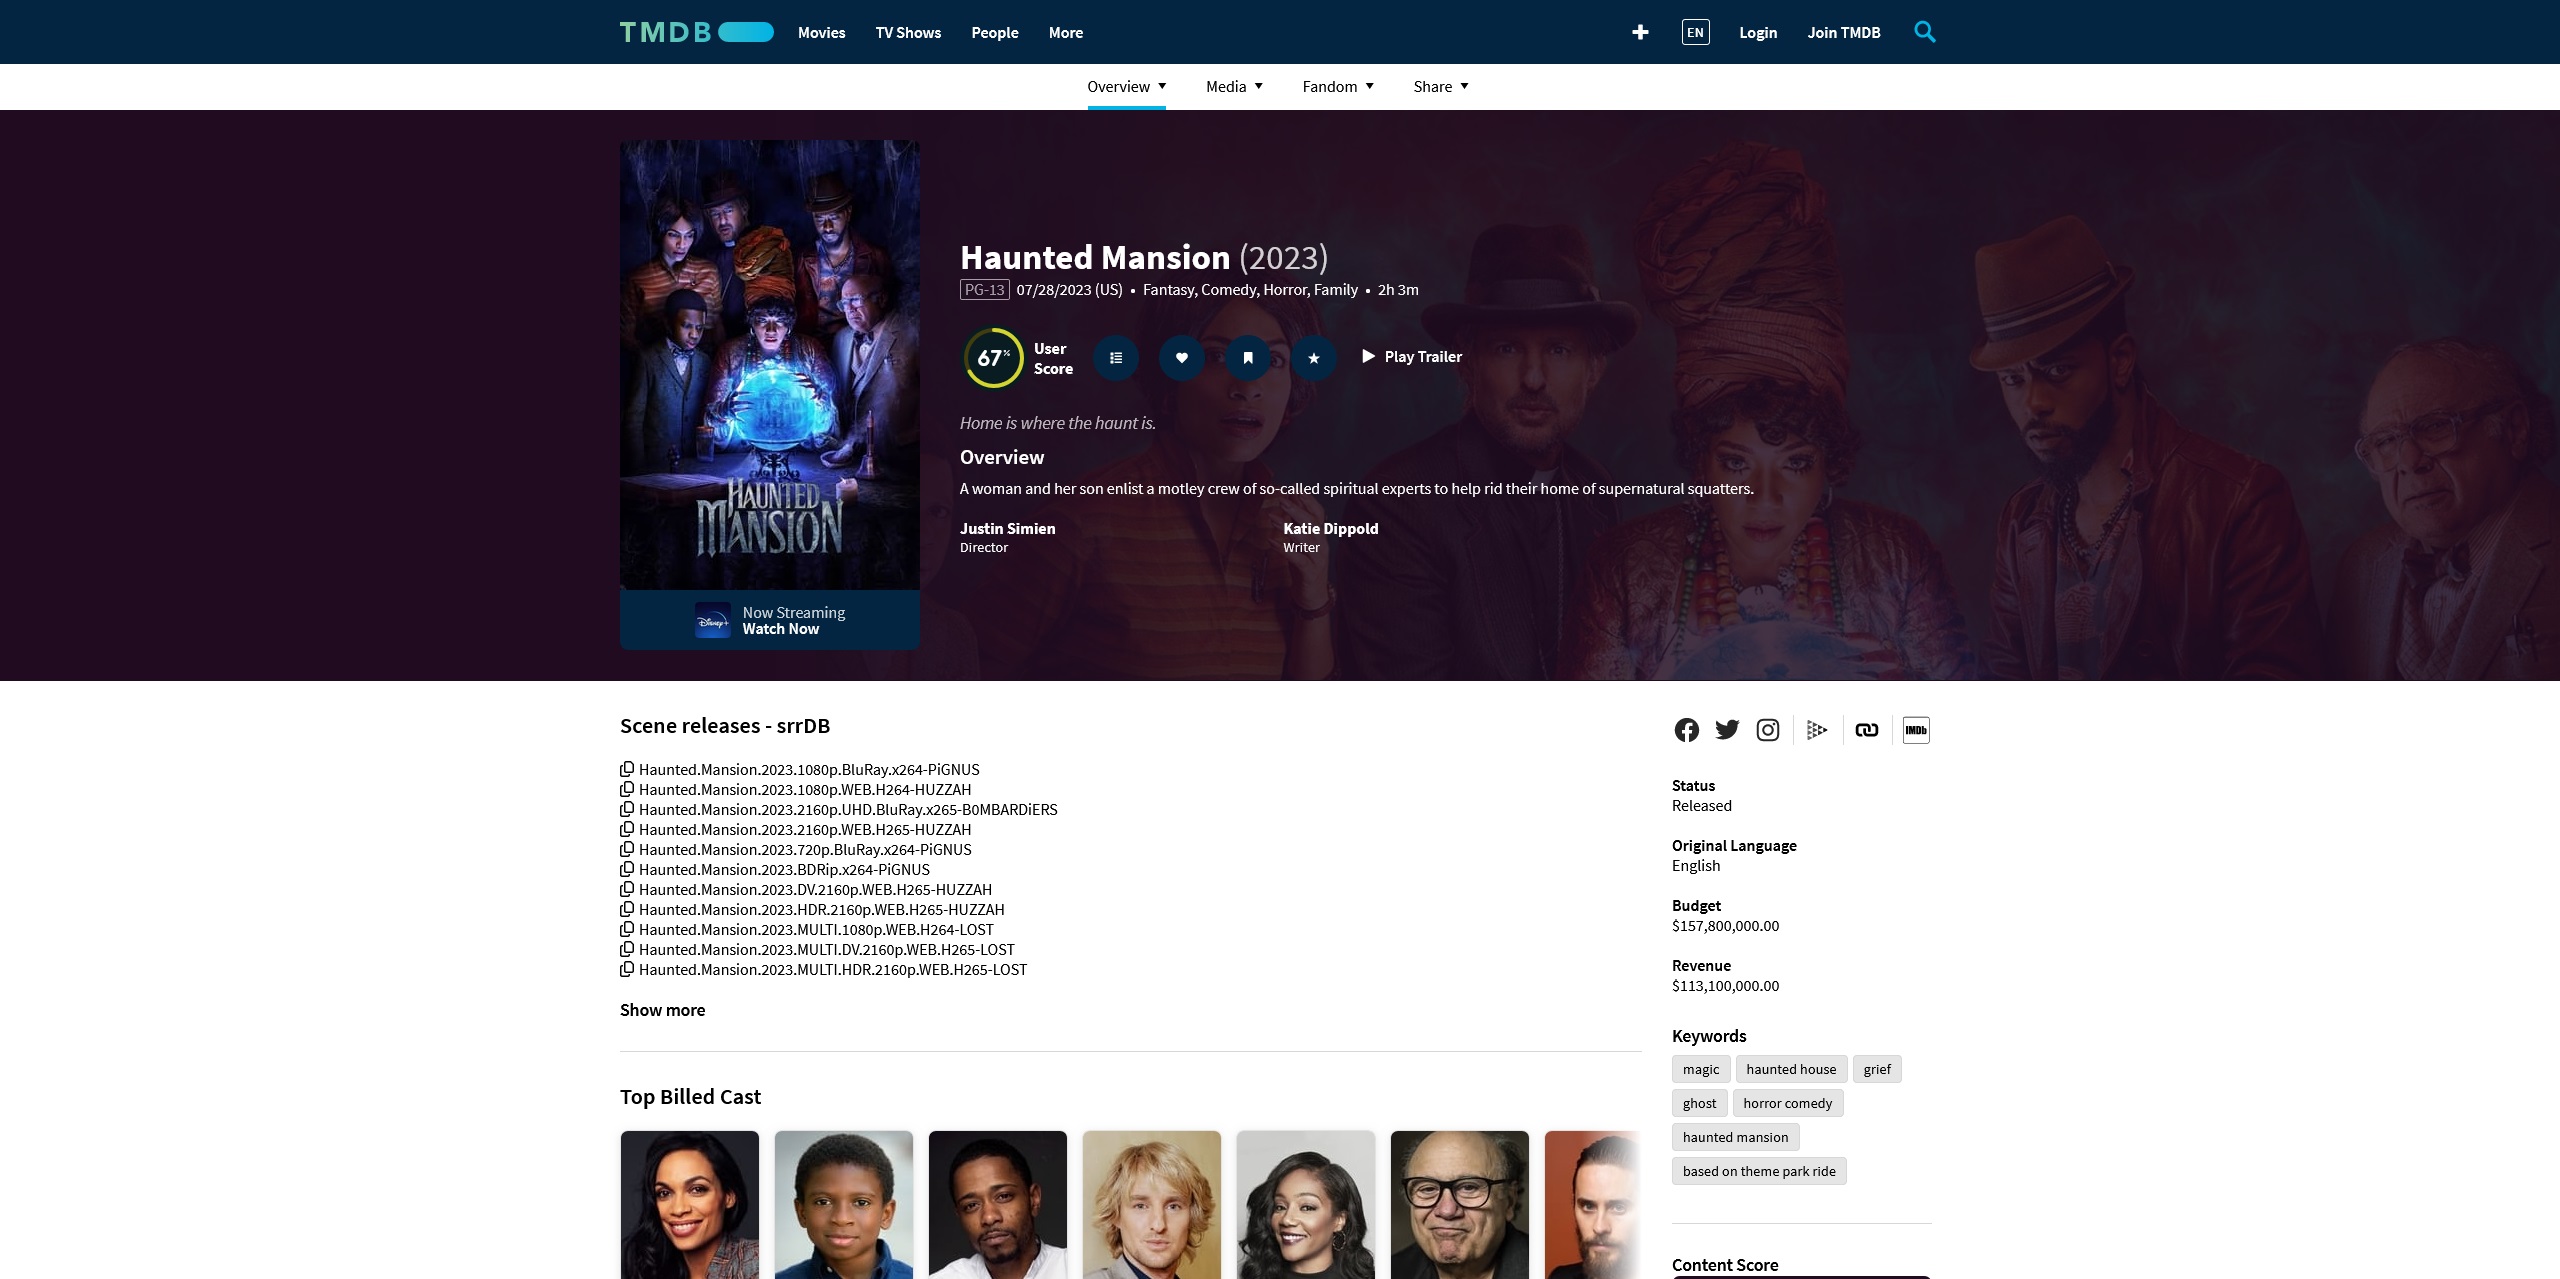 TMDB
Movies
TV Shows
People
More
EN
Login
Join TMDB
Overview
Media
Fandom
Share
HAUNTED
MANSION
Disney+
Now Streaming
Watch Now
Haunted Mansion (2023)
PG-13 07/28/2023 (US) • Fantasy, Comedy, Horror, Family • 2h 3m
67%
User
Score
Play Trailer
Home is where the haunt is.
Overview
A woman and her son enlist a motley crew of so-called spiritual experts to help rid their home of supernatural squatters.
Justin Simien
Director
Katie Dippold
Writer
Scene releases - srrDB
Haunted.Mansion.2023.1080p.BluRay.x264-PiGNUS
Haunted.Mansion.2023.1080p.WEB.H264-HUZZAH
Haunted.Mansion.2023.2160p.UHD.BluRay.x265-B0MBARDiERS
Haunted.Mansion.2023.2160p.WEB.H265-HUZZAH
Haunted.Mansion.2023.720p.BluRay.x264-PiGNUS
Haunted.Mansion.2023.BDRip.x264-PiGNUS
Haunted.Mansion.2023.DV.2160p.WEB.H265-HUZZAH
Haunted.Mansion.2023.HDR.2160p.WEB.H265-HUZZAH
Haunted.Mansion.2023.MULTI.1080p.WEB.H264-LOST
Haunted.Mansion.2023.MULTI.DV.2160p.WEB.H265-LOST
Haunted.Mansion.2023.MULTI.HDR.2160p.WEB.H265-LOST
Show more
Top Billed Cast
IMDb
Status
Released
Original Language
English
Budget
$157,800,000.00
Revenue
$113,100,000.00
Keywords
magic
haunted house
grief
ghost
horror comedy
haunted mansion
based on theme park ride
Content Score